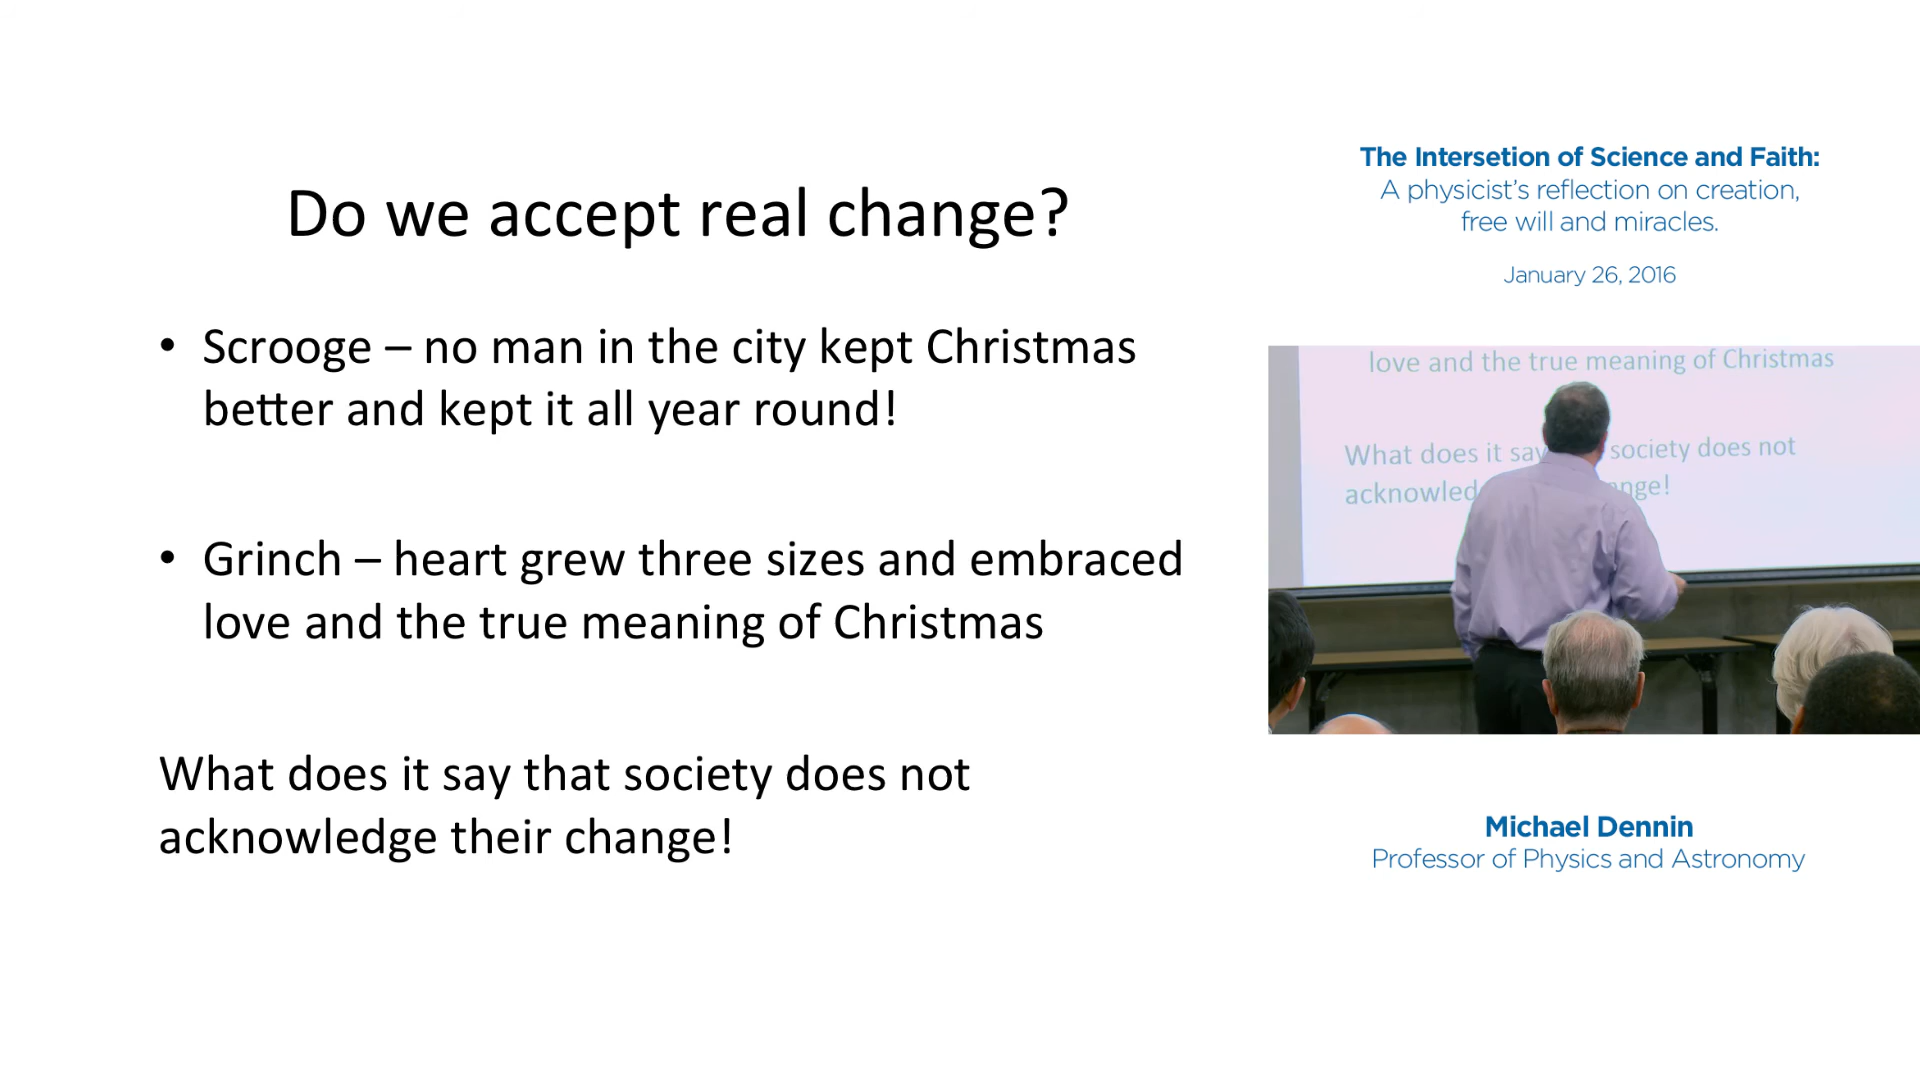 Do we accept real change?
• Scrooge – no man in the city kept Christmas
better and kept it all year round!
• Grinch – heart grew three sizes and embraced
love and the true meaning of Christmas
What does it say that society does not
acknowledge their change!
The Intersetion of Science and Faith:
A physicist's reflection on creation,
free will and miracles.
January 26, 2016
love and the true meaning of Christmas
What does it say society does not
acknowled ange!
Michael Dennin
Professor of Physics and Astronomy